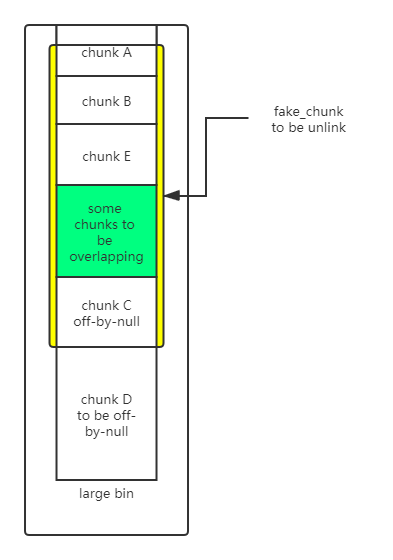 chunk A
chunk B
fake_chunk
to be unlink
chunk E
some
chunks to
be
overlapping
chunk C
off-by-null
chunk D
to be off-
by-null
large bin